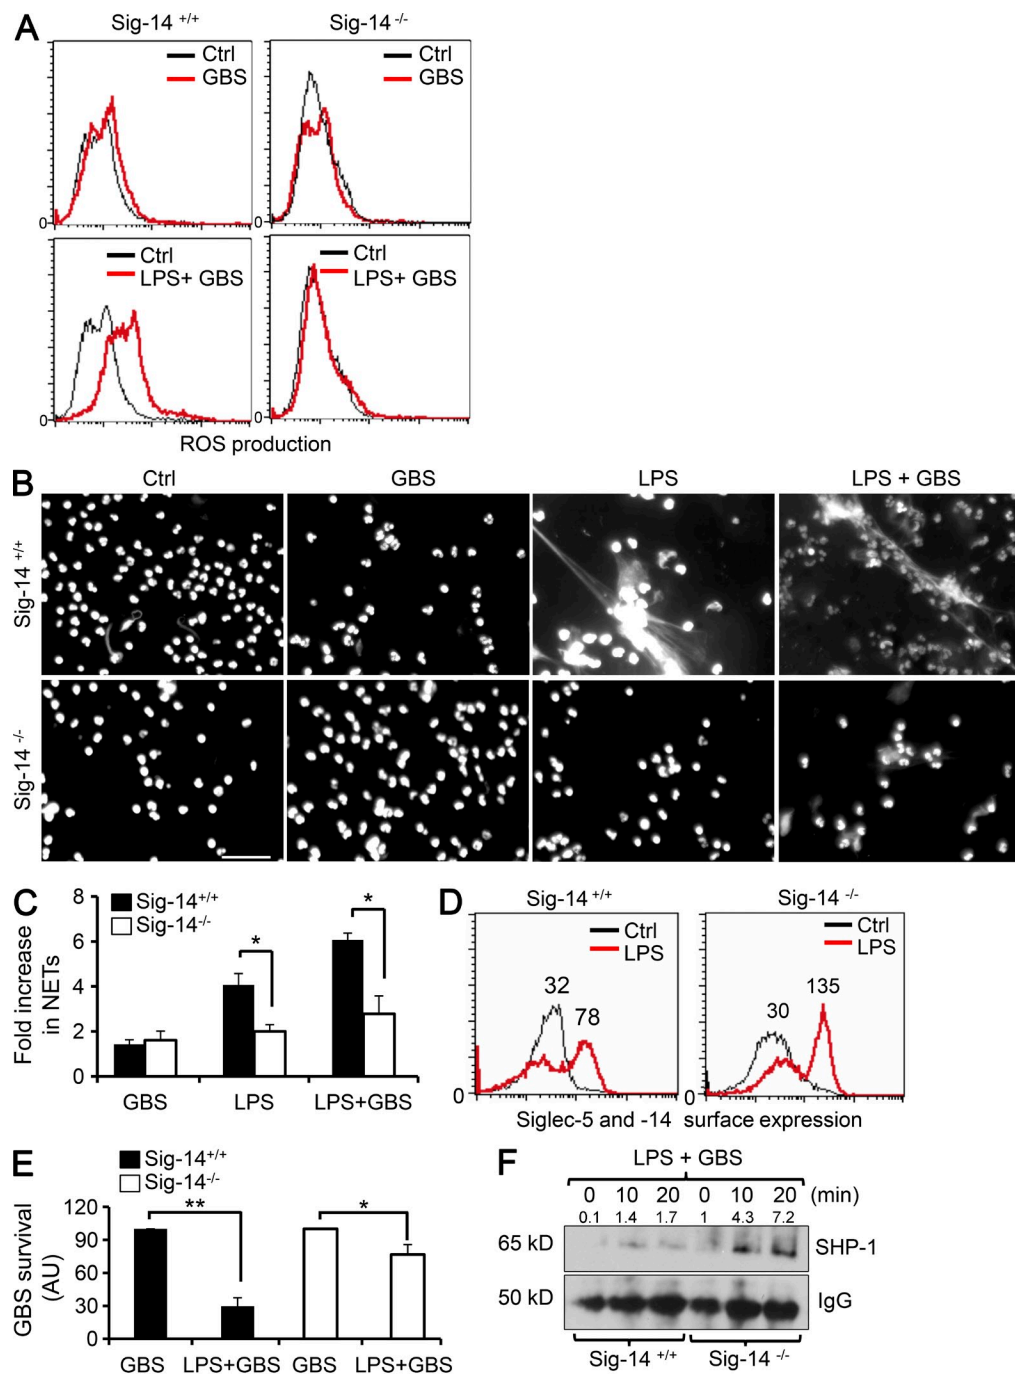 A
Sig-14 +/+
Sig-14 -/-
Ctrl
GBS
Ctrl
GBS
0
0
Ctrl
LPS+ GBS
Ctrl
LPS+ GBS
0
0
ROS production
B
Ctrl
GBS
LPS
LPS + GBS
Sig-14 +/+
Sig-14 -/-
C
Sig-14+/+
Sig-14-/-
Fold increase
in NETs
8
6
4
2
0
*
*
GBS
LPS
LPS+GBS
D
Sig-14 +/+
Sig-14 -/-
Ctrl
LPS
32
78
0
Ctrl
LPS
30
135
0
Siglec-5 and -14 surface expression
E
Sig-14+/+
Sig-14-/-
GBS survival
(AU)
120
90
60
30
0
**
*
GBS
LPS+GBS
GBS
LPS+GBS
F
LPS + GBS
0 10 20 0 10 20 (min)
0.1 1.4 1.7 1 4.3 7.2
65 kD
SHP-1
50 kD
IgG
Sig-14 +/+
Sig-14 -/-